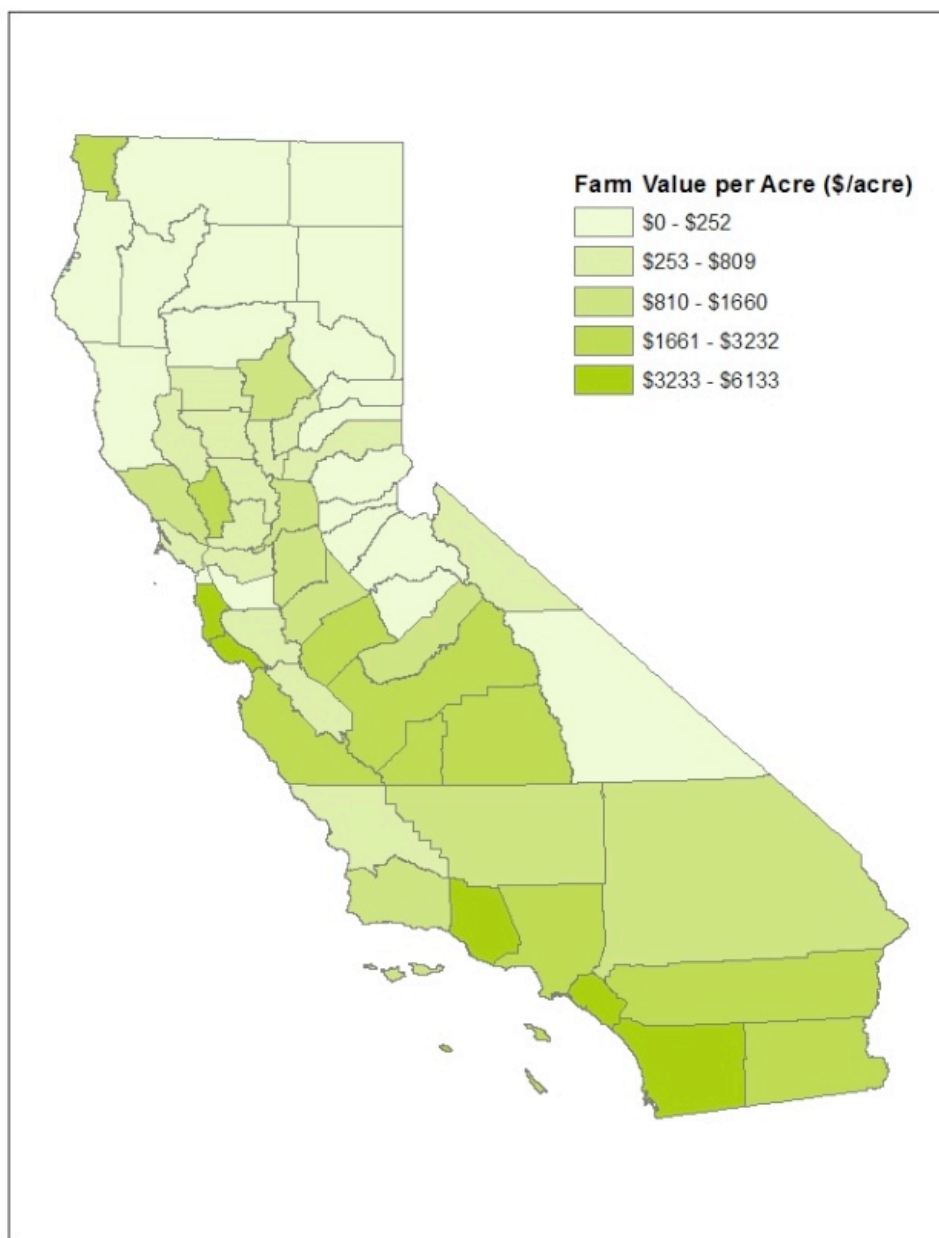 Farm Value per Acre ($/acre)
$0 - $252
$253 - $809
$810 - $1660
$1661 - $3232
$3233 - $6133